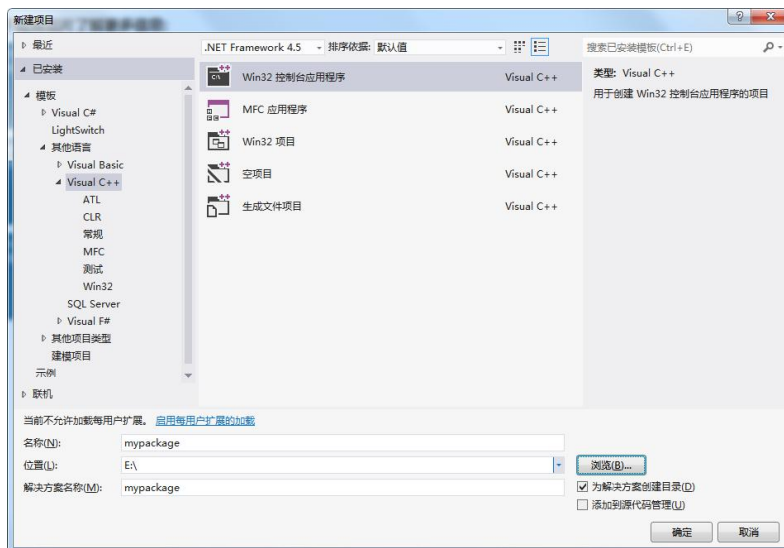 新建项目
最近
.NET Framework 4.5 排序依据: 默认值
搜索已安装模板(Ctrl+E)
已安装
模板
Visual C#
LightSwitch
其他语言
Visual Basic
Visual C++
ATL
CLR
常规
MFC
测试
Win32
SQL Server
Visual F#
其他项目类型
建模项目
示例
联机
Win32 控制台应用程序 Visual C++
MFC 应用程序 Visual C++
Win32 项目 Visual C++
空项目 Visual C++
生成文件项目 Visual C++
类型: Visual C++
用于创建 Win32 控制台应用程序的项目
当前不允许加载每用户扩展。 启用每用户扩展的加载
名称(N): mypackage
位置(L): E:\
浏览(B)...
解决方案名称(M): mypackage
为解决方案创建目录(D)
添加到源代码管理(U)
确定 取消